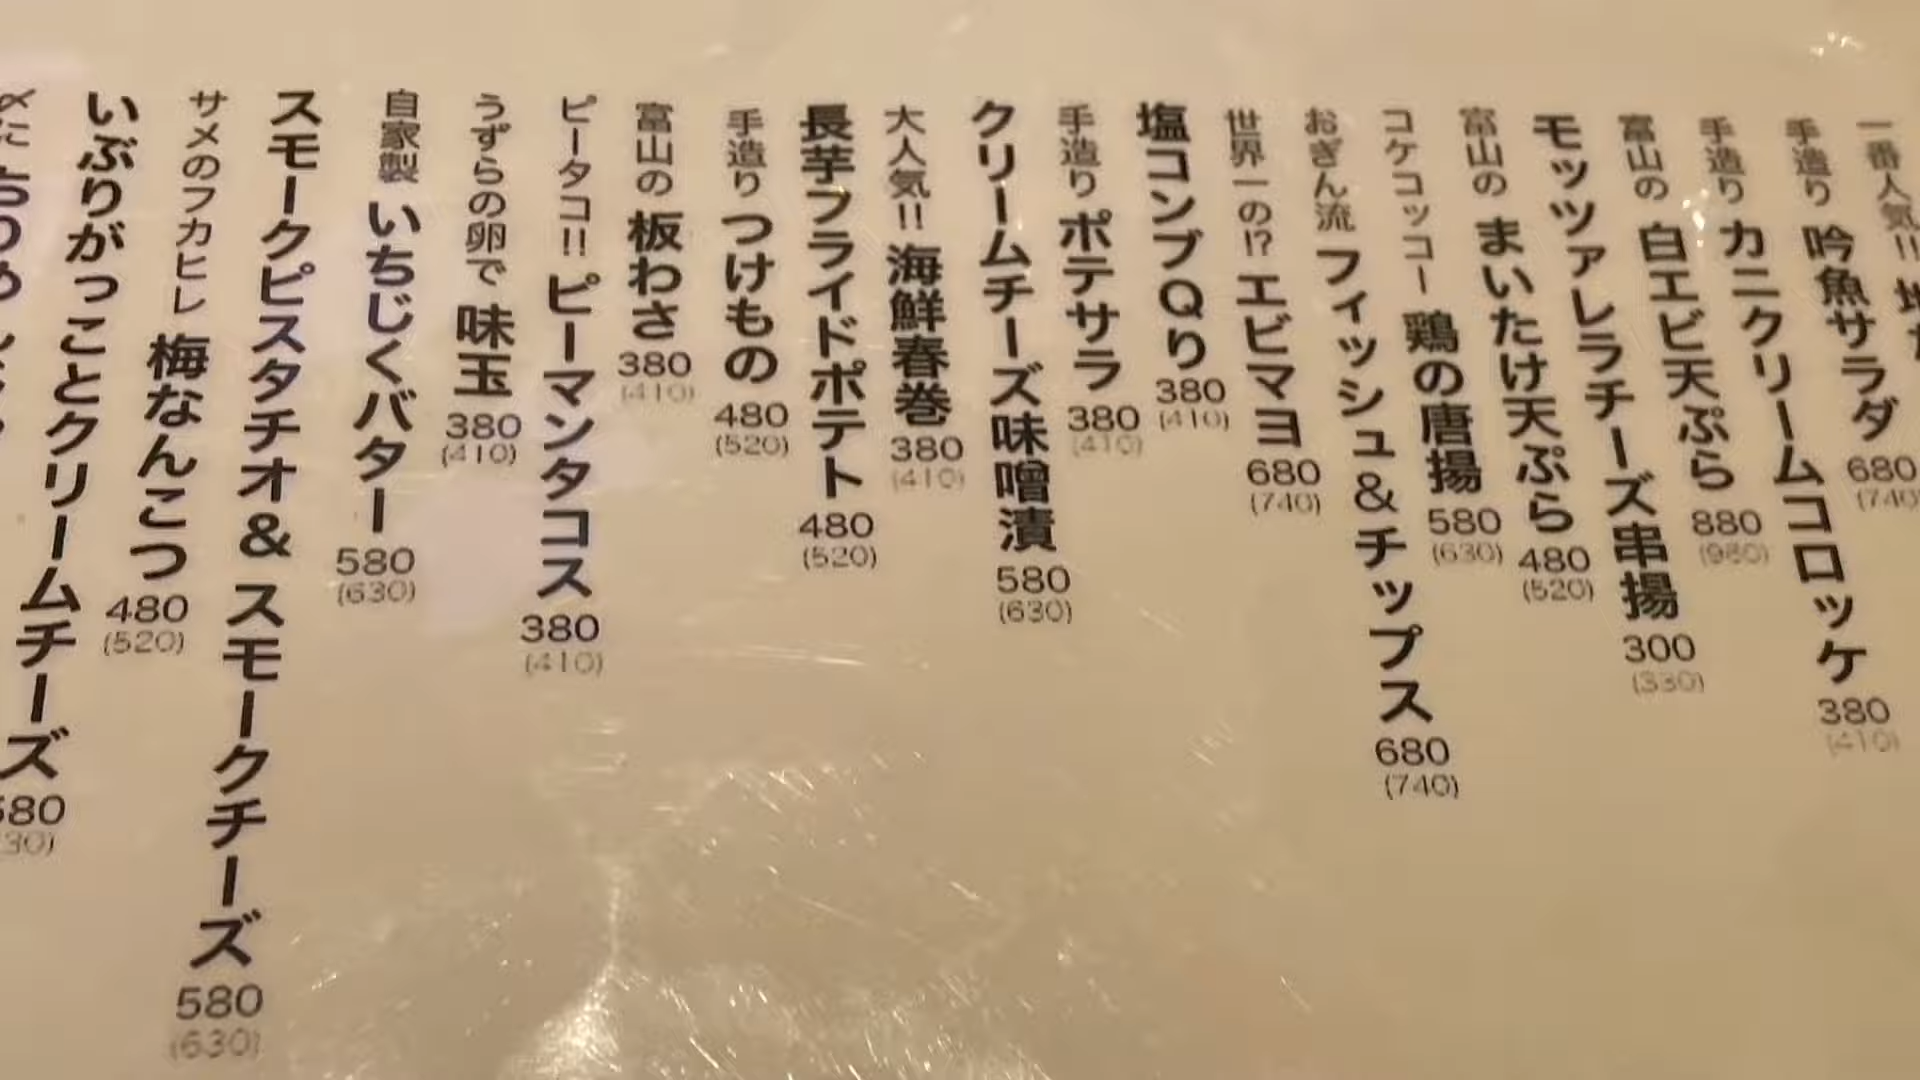 一番人気!!
手造り 吟魚サラダ 680 (740)
手造り カニクリームコロッケ 380 (410)
富山の 白エビ天ぷら 880 (980)
モッツァレラチーズ串揚 300 (330)
富山の まいたけ天ぷら 480 (520)
コケコッコー 鶏の唐揚 580 (630)
おぎん流 フィッシュ&チップス 680 (740)
世界一の!? エビマヨ 680 (740)
塩コンブQり 380 (410)
手造り ポテサラ 380 (410)
クリームチーズ味噌漬 580 (630)
大人気!! 海鮮春巻 380 (410)
長芋フライドポテト 480 (520)
手造り つけもの 480 (520)
富山の 板わさ 380 (410)
ピータコ!! ピーマンタコス 380 (410)
うずらの卵で 味玉 380 (410)
自家製 いちじくバター 580 (630)
スモークピスタチオ& スモークチーズ 580 (630)
サメのフカヒレ 梅なんこつ 480 (520)
いぶりがっことクリームチーズ